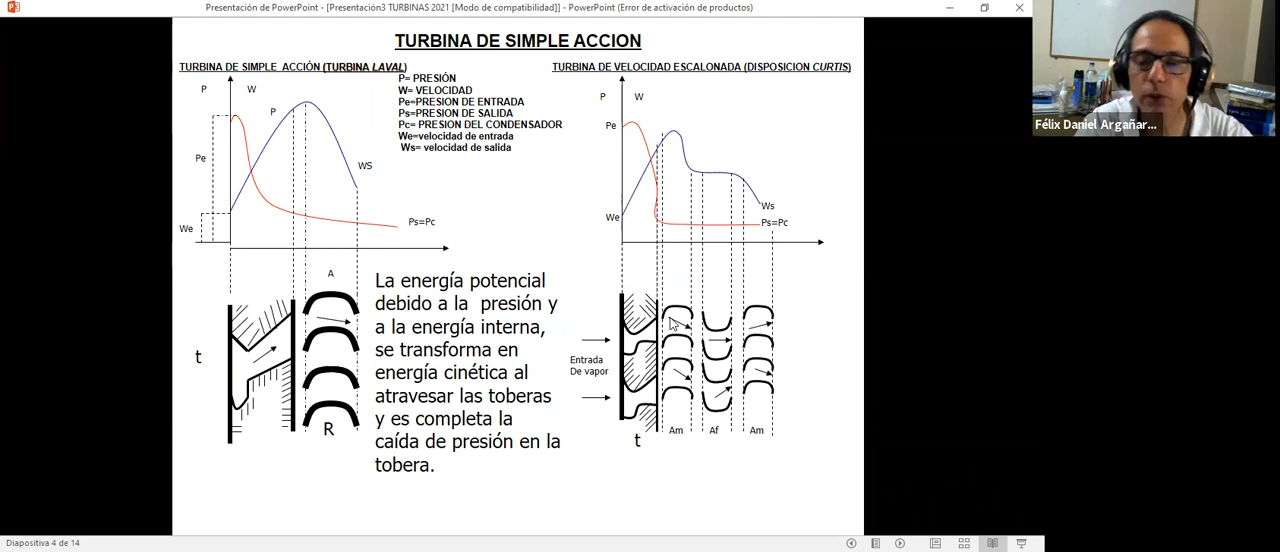 Presentación de PowerPoint - [Presentación3 TURBINAS 2021 [Modo de compatibilidad]] - PowerPoint (Error de activación de productos)
TURBINA DE SIMPLE ACCION
TURBINA DE SIMPLE ACCIÓN (TURBINA LAVAL)
P= PRESIÓN
W= VELOCIDAD
Pe=PRESION DE ENTRADA
Ps=PRESION DE SALIDA
Pc= PRESION DEL CONDENSADOR
We=velocidad de entrada
Ws= velocidad de salida
P W
P
Pe
WS
We
Ps=Pc
A
t
R
La energía potencial
debido a la presión y
a la energía interna,
se transforma en
energía cinética al
atravesar las toberas
y es completa la
caída de presión en la
tobera.
TURBINA DE VELOCIDAD ESCALONADA (DISPOSICION CURTIS)
P W
Pe
Ws
We
Ps=Pc
Entrada
De vapor
Am Af Am
t
Félix Daniel Argañar...
Diapositiva 4 de 14